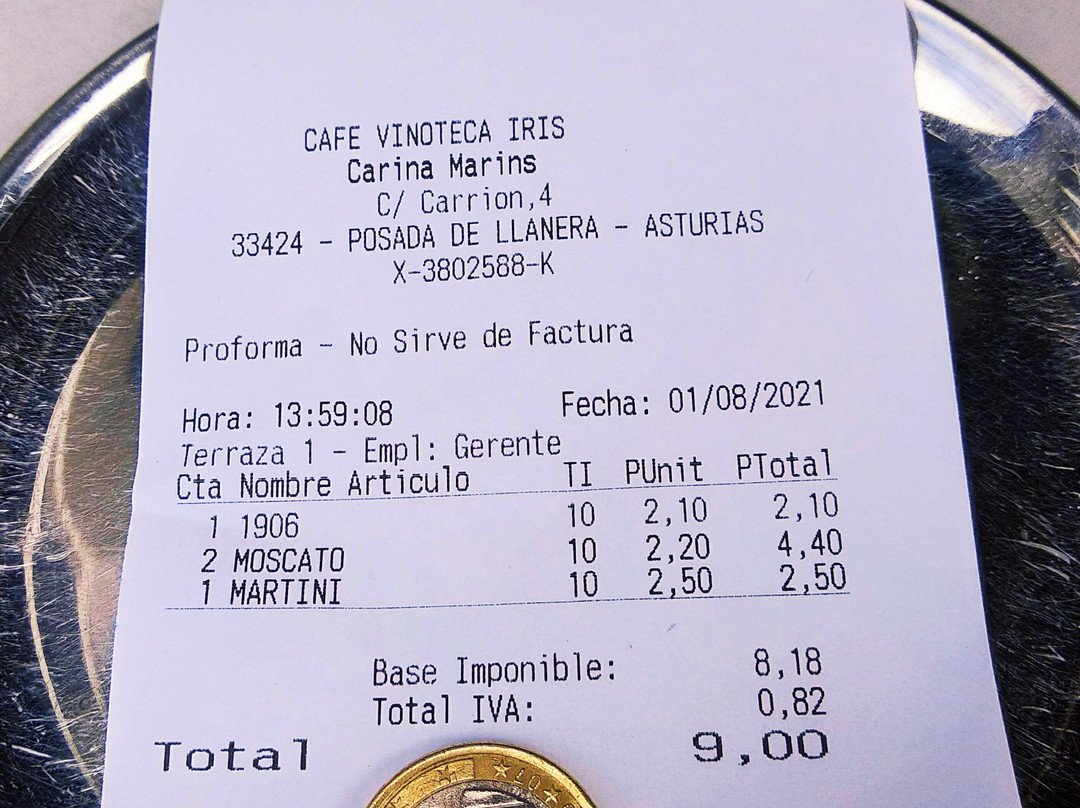 CAFE VINOTECA IRIS
Carina Marins
C/ Carrion,4
33424 - POSADA DE LLANERA - ASTURIAS
X-3802588-K
Proforma - No Sirve de Factura
Hora: 13:59:08 Fecha: 01/08/2021
Terraza 1 - Empl: Gerente
Cta Nombre Articulo TI PUnit PTotal
1 1906 10 2,10 2,10
2 MOSCATO 10 2,20 4,40
1 MARTINI 10 2,50 2,50
Base Imponible: 8,18
Total IVA: 0,82
Total 9,00